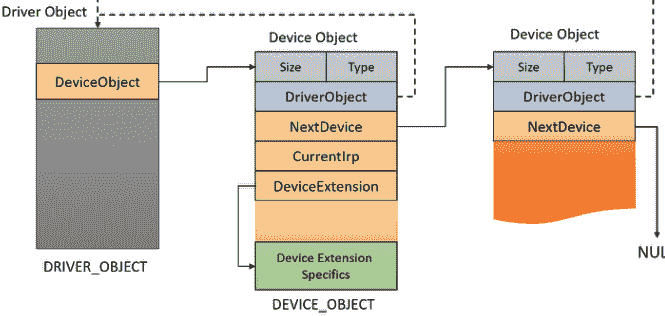 Driver Object
DeviceObject
DRIVER_OBJECT
Device Object
Size Type
DriverObject
NextDevice
CurrentIrp
DeviceExtension
Device Extension
Specifics
DEVICE_OBJECT
Device Object
Size Type
DriverObject
NextDevice
NUL